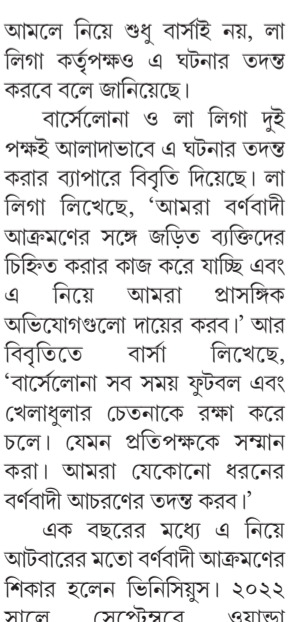 আমলে নিয়ে শুধু বার্সাই নয়, লা
লিগা কর্তৃপক্ষও এ ঘটনার তদন্ত
করবে বলে জানিয়েছে।
বার্সেলোনা ও লা লিগা দুই
পক্ষই আলাদাভাবে এ ঘটনার তদন্ত
করার ব্যাপারে বিবৃতি দিয়েছে। লা
লিগা লিখেছে, ‘আমরা বর্ণবাদী
আক্রমণের সঙ্গে জড়িত ব্যক্তিদের
চিহ্নিত করার কাজ করে যাচ্ছি এবং
এ নিয়ে আমরা প্রাসঙ্গিক
অভিযোগগুলো দায়ের করব।’ আর
বিবৃতিতে বার্সা লিখেছে,
‘বার্সেলোনা সব সময় ফুটবল এবং
খেলাধুলার চেতনাকে রক্ষা করে
চলে। যেমন প্রতিপক্ষকে সম্মান
করা। আমরা যেকোনো ধরনের
বর্ণবাদী আচরণের তদন্ত করব।’
এক বছরের মধ্যে এ নিয়ে
আটবারের মতো বর্ণবাদী আক্রমণের
শিকার হলেন ভিনিসিয়ুস। ২০২২
সালে সেপ্টেম্বরে ওয়ান্ডা